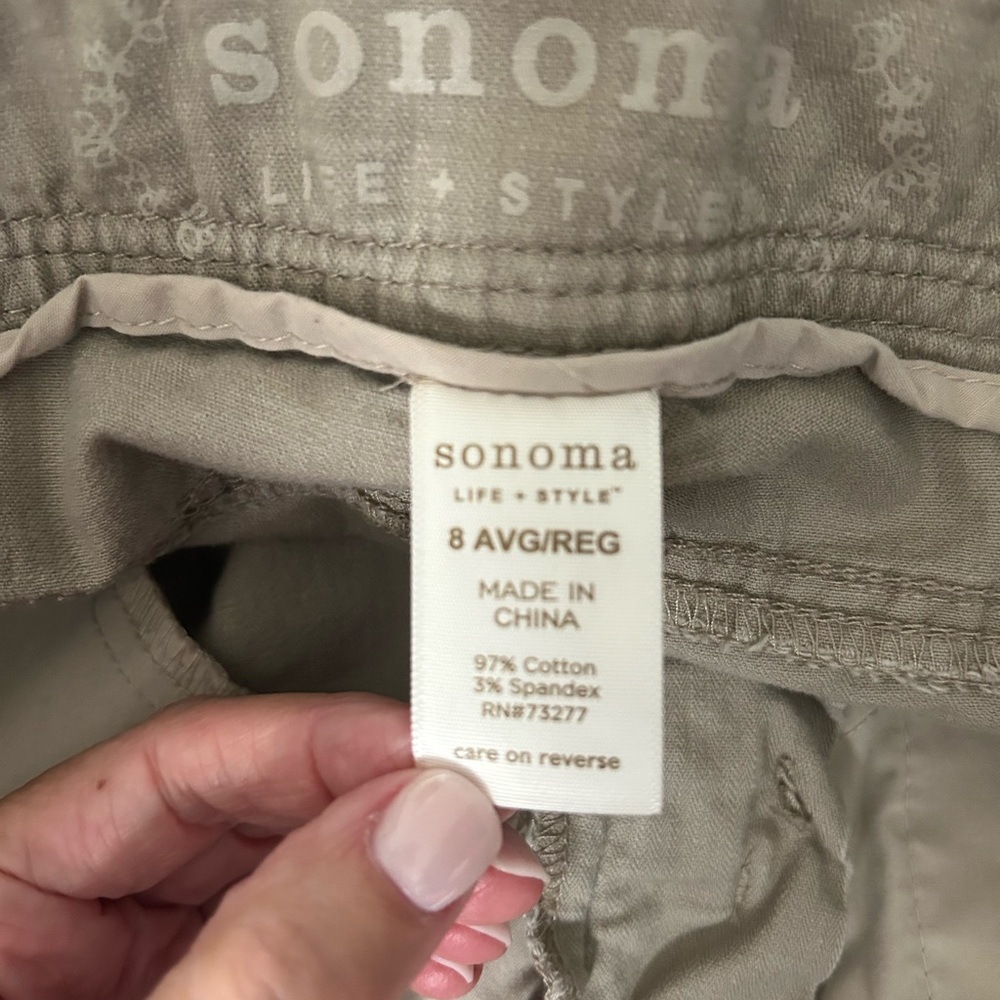 sonoma
LIFE + STYLE
sonoma
LIFE + STYLE™
8 AVG/REG
MADE IN
CHINA
97% Cotton
3% Spandex
RN#73277
care on reverse